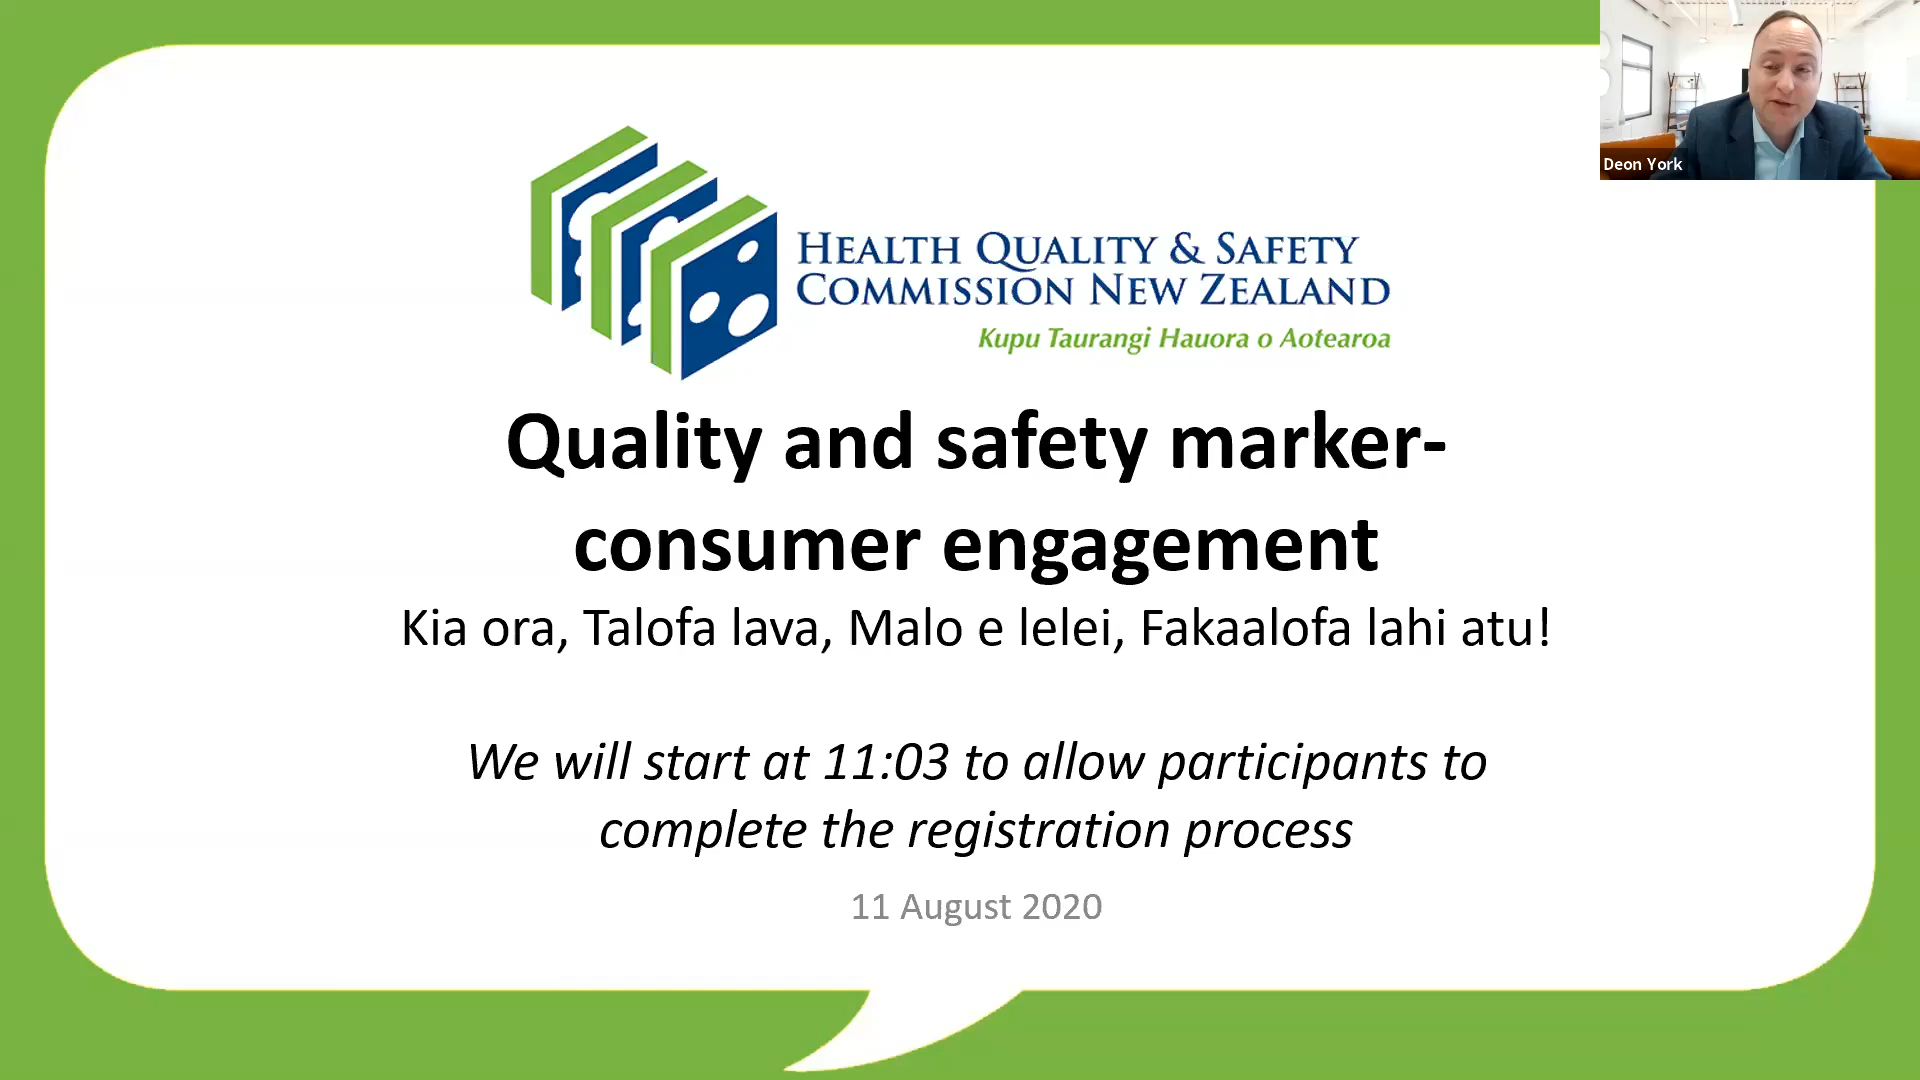 Deon York
HEALTH QUALITY & SAFETY
COMMISSION NEW ZEALAND
Kupu Taurangi Hauora o Aotearoa
Quality and safety marker-
consumer engagement
Kia ora, Talofa lava, Malo e lelei, Fakaalofa lahi atu!
We will start at 11:03 to allow participants to
complete the registration process
11 August 2020